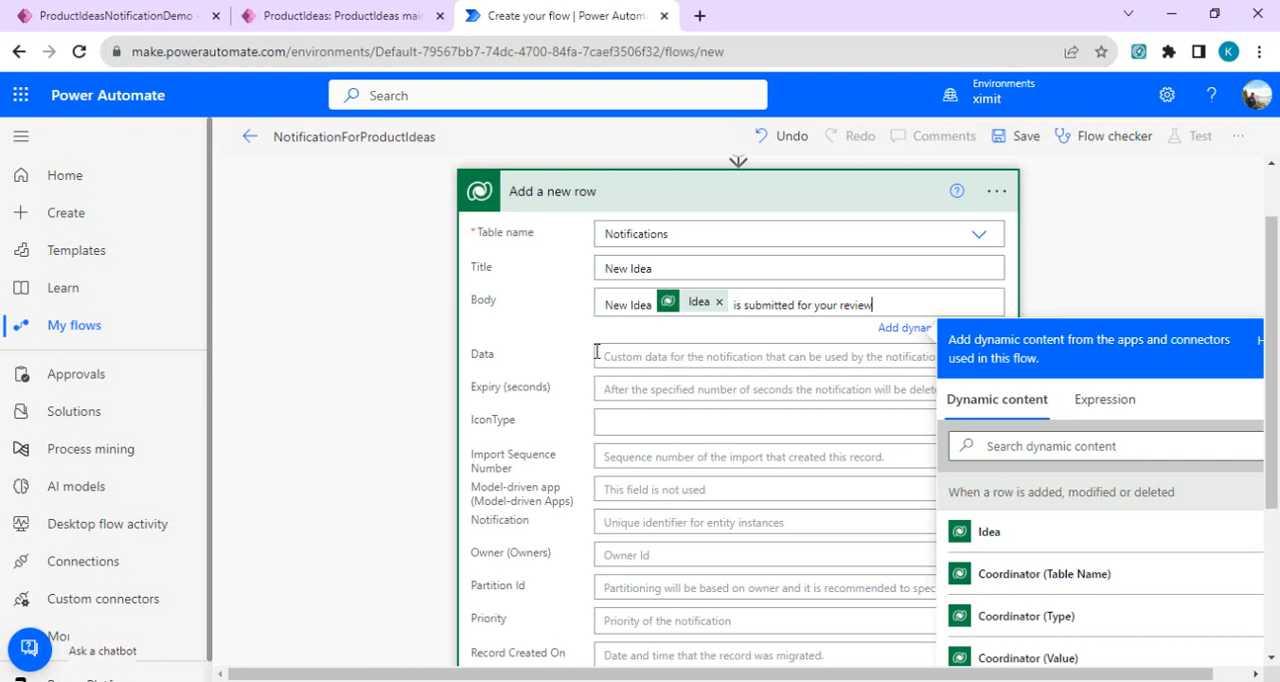 ProductIdeasNotificationDemo -
ProductIdeas: ProductIdeas mai
Create your flow | Power Autom
make.powerautomate.com/environments/Default-79567bb7-74dc-4700-84fa-7caef3506f32/flows/new
K
Power Automate
Search
Environments
ximit
NotificationForProductIdeas
Undo
Redo
Comments
Save
Flow checker
Test
Home
Create
Templates
Learn
My flows
Approvals
Solutions
Process mining
AI models
Desktop flow activity
Connections
Custom connectors
Mor
Ask a chatbot
Add a new row
* Table name
Notifications
Title
New Idea
Body
New Idea Idea × is submitted for your review
Add dynam
Data
Custom data for the notification that can be used by the notificatio
Expiry (seconds)
After the specified number of seconds the notification will be delet
IconType
Import Sequence
Number
Sequence number of the import that created this record.
Model-driven app
(Model-driven Apps)
This field is not used
Notification
Unique identifier for entity instances
Owner (Owners)
Owner Id
Partition Id
Partitioning will be based on owner and it is recommended to spec
Priority
Priority of the notification
Record Created On
Date and time that the record was migrated.
Add dynamic content from the apps and connectors
used in this flow.
Dynamic content
Expression
Search dynamic content
When a row is added, modified or deleted
Idea
Coordinator (Table Name)
Coordinator (Type)
Coordinator (Value)